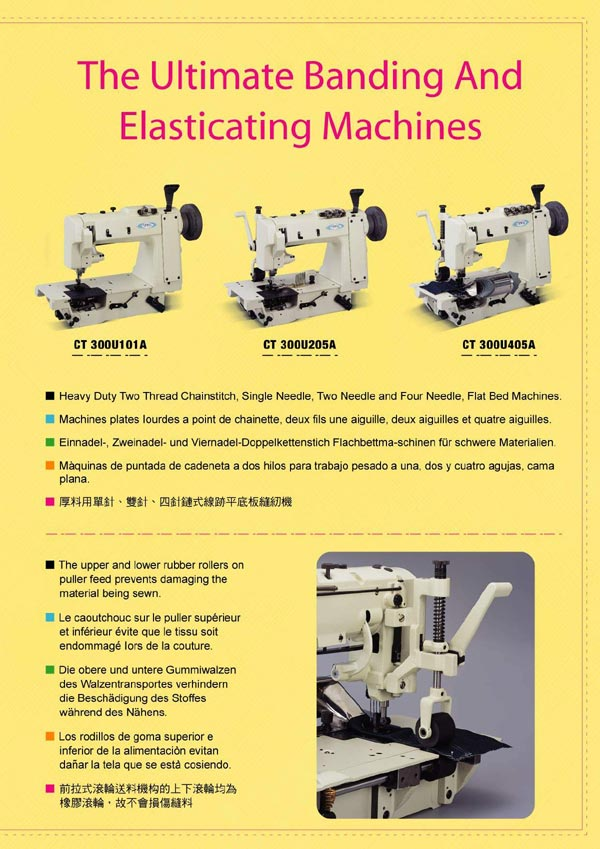 The Ultimate Banding And
Elasticating Machines
CT 300U101A
CT 300U205A
CT 300U405A
Heavy Duty Two Thread Chainstitch, Single Needle, Two Needle and Four Needle, Flat Bed Machines.
Machines plates lourdes a point de chainette, deux fils une aiguille, deux aiguilles et quatre aiguilles.
Einnadel-, Zweinadel- und Viernadel-Doppelkettenstich Flachbettma-schinen für schwere Materialien.
Màquinas de puntada de cadeneta a dos hilos para trabajo pesado a una, dos y cuatro agujas, cama
plana.
厚料用單針、雙針、四針鏈式線跡平底板縫紉機
The upper and lower rubber rollers on
puller feed prevents damaging the
material being sewn.
Le caoutchouc sur le puller supérieur
et inférieur évite que le tissu soit
endommagé lors de la couture.
Die obere und untere Gummiwalzen
des Walzentransportes verhindern
die Beschädigung des Stoffes
während des Nähens.
Los rodillos de goma superior e
inferior de la alimentaciòn evitan
dañar la tela que se està cosiendo.
前拉式滾輪送料機构的上下滾輪均為
橡膠滾輪，故不會損傷縫料